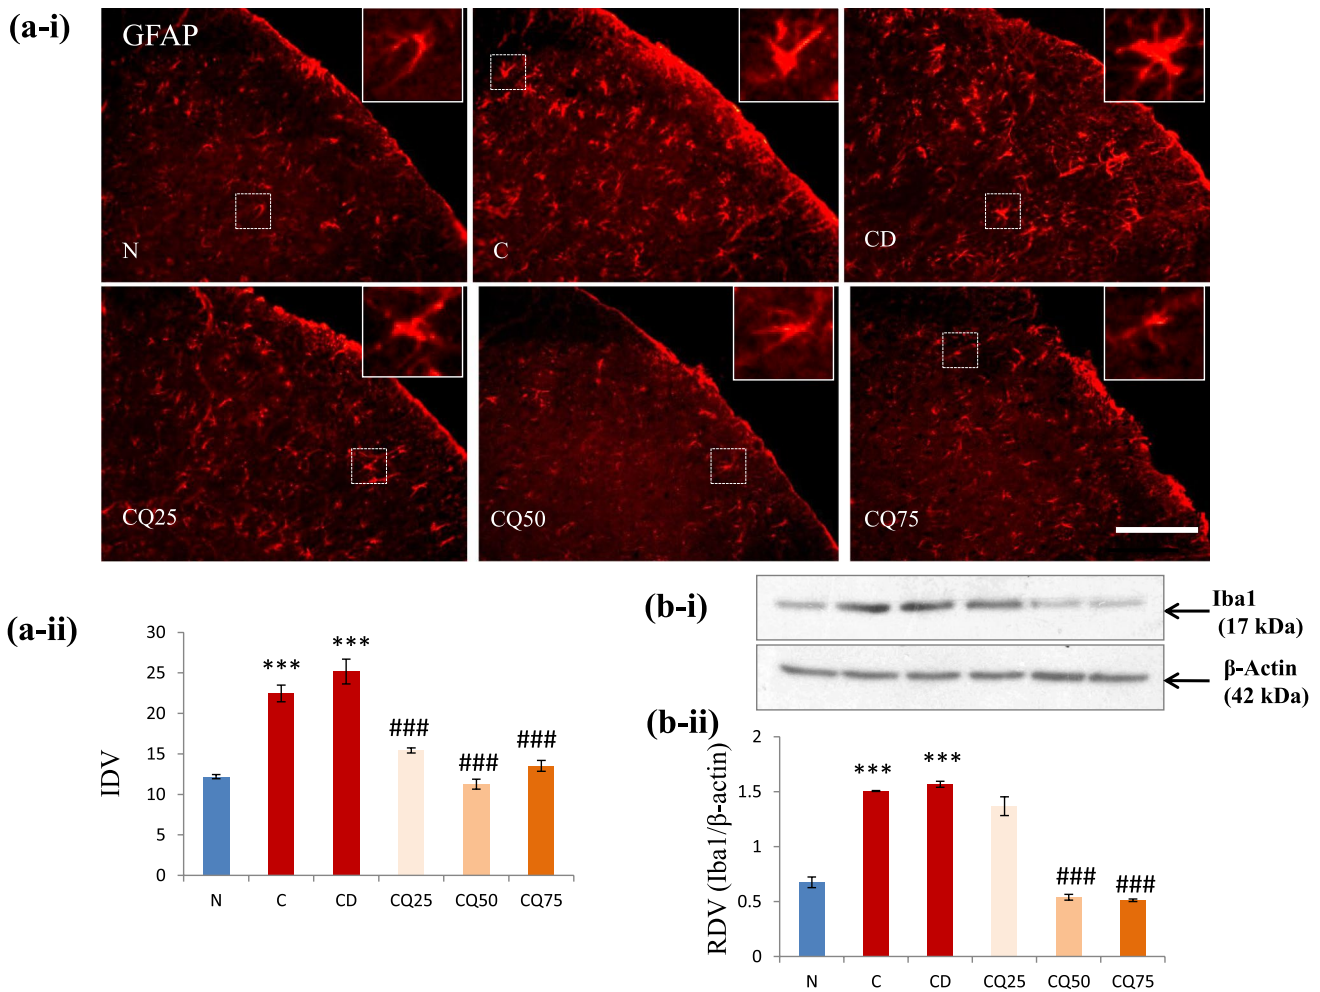 (a-i)
GFAP
N
C
CD
CQ25
CQ50
CQ75
(a-ii)
IDV
30
25
20
15
10
5
0
***
***
###
###
###
N
C
CD
CQ25
CQ50
CQ75
(b-i)
Iba1
(17 kDa)
β-Actin
(42 kDa)
(b-ii)
RDV (Iba1/β-actin)
2
1.5
1
0.5
0
***
***
###
###
N
C
CD
CQ25
CQ50
CQ75